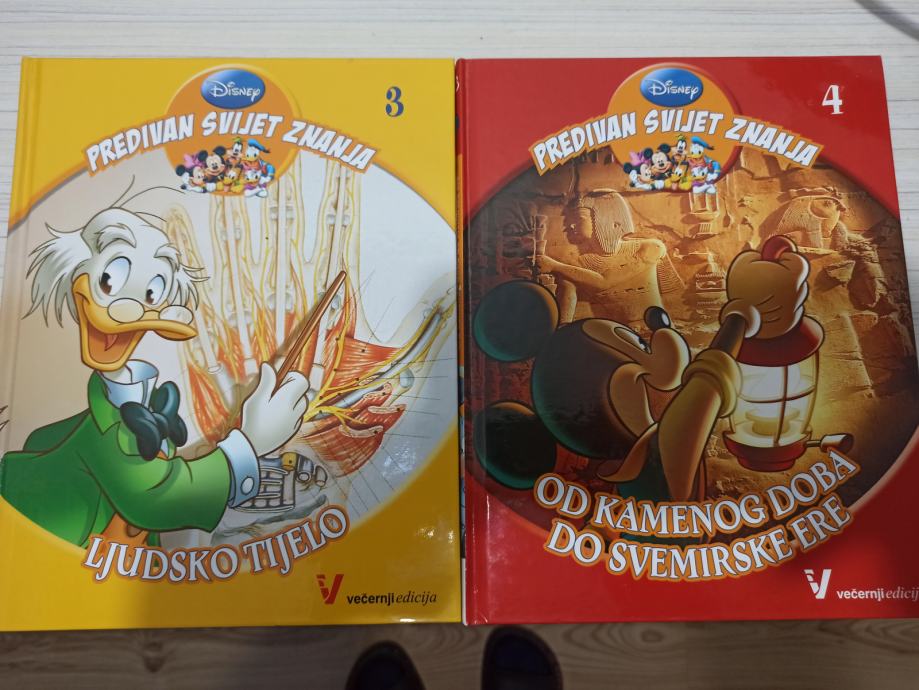 Disney
3
PREDIVAN SVIJET ZNANJA
LJUDSKO TIJELO
večernji edicija
Disney
4
PREDIVAN SVIJET ZNANJA
OD KAMENOG DOBA
DO SVEMIRSKE ERE
večernji edicij